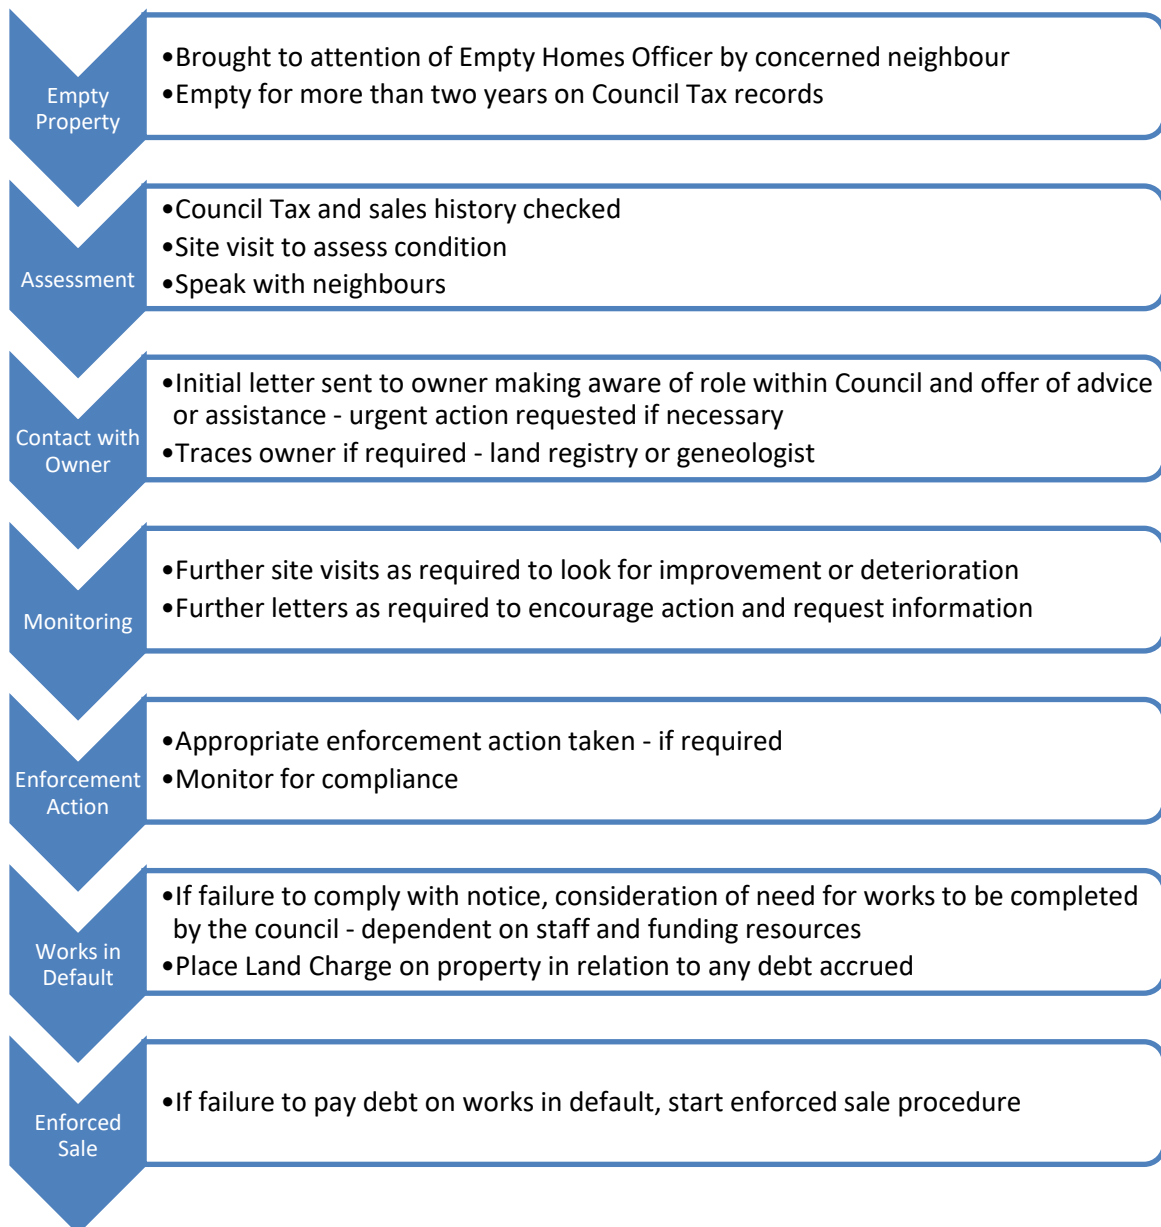 Empty
Property
•Brought to attention of Empty Homes Officer by concerned neighbour
•Empty for more than two years on Council Tax records
Assessment
•Council Tax and sales history checked
•Site visit to assess condition
•Speak with neighbours
Contact with
Owner
•Initial letter sent to owner making aware of role within Council and offer of advice
or assistance - urgent action requested if necessary
•Traces owner if required - land registry or geneologist
Monitoring
•Further site visits as required to look for improvement or deterioration
•Further letters as required to encourage action and request information
Enforcement
Action
•Appropriate enforcement action taken - if required
•Monitor for compliance
Works in
Default
•If failure to comply with notice, consideration of need for works to be completed
by the council - dependent on staff and funding resources
•Place Land Charge on property in relation to any debt accrued
Enforced
Sale
•If failure to pay debt on works in default, start enforced sale procedure